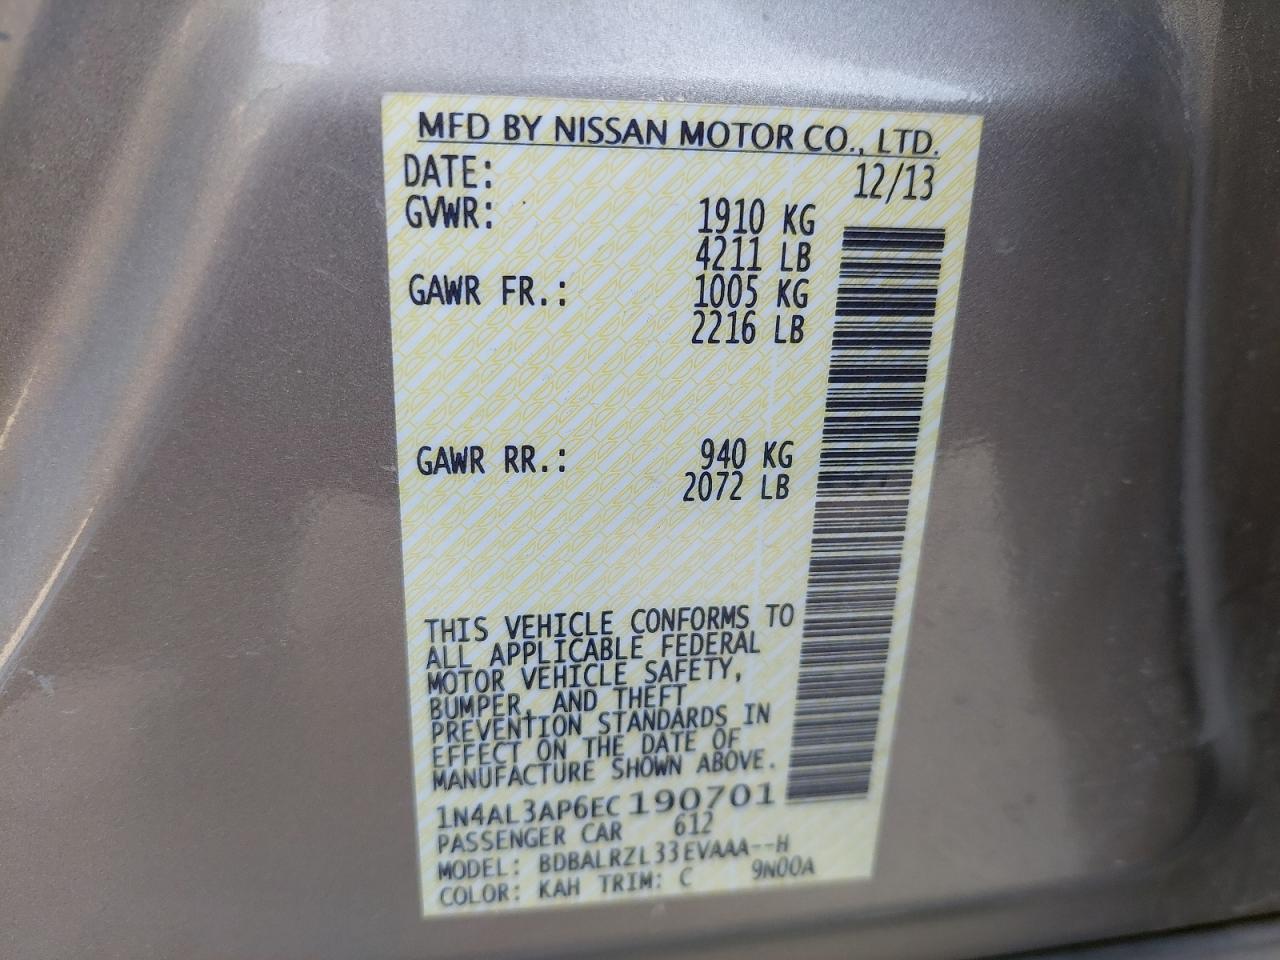 MFD BY NISSAN MOTOR CO., LTD.
DATE: 12/13
GVWR: 1910 KG
4211 LB
GAWR FR.: 1005 KG
2216 LB
GAWR RR.: 940 KG
2072 LB
THIS VEHICLE CONFORMS TO
ALL APPLICABLE FEDERAL
MOTOR VEHICLE SAFETY,
BUMPER, AND THEFT
PREVENTION STANDARDS IN
EFFECT ON THE DATE OF
MANUFACTURE SHOWN ABOVE.
1N4AL3AP6EC190701
PASSENGER CAR 612
MODEL: BDBALRZL33EVAAA--H
COLOR: KAH TRIM: C 9N00A